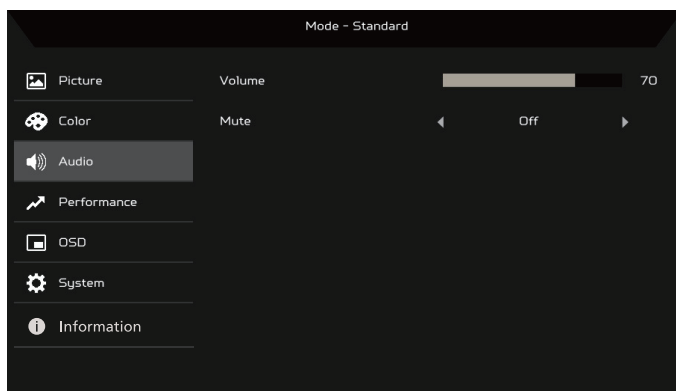 Mode - Standard
Picture
Volume 70
Color
Mute Off
Audio
Performance
OSD
System
Information